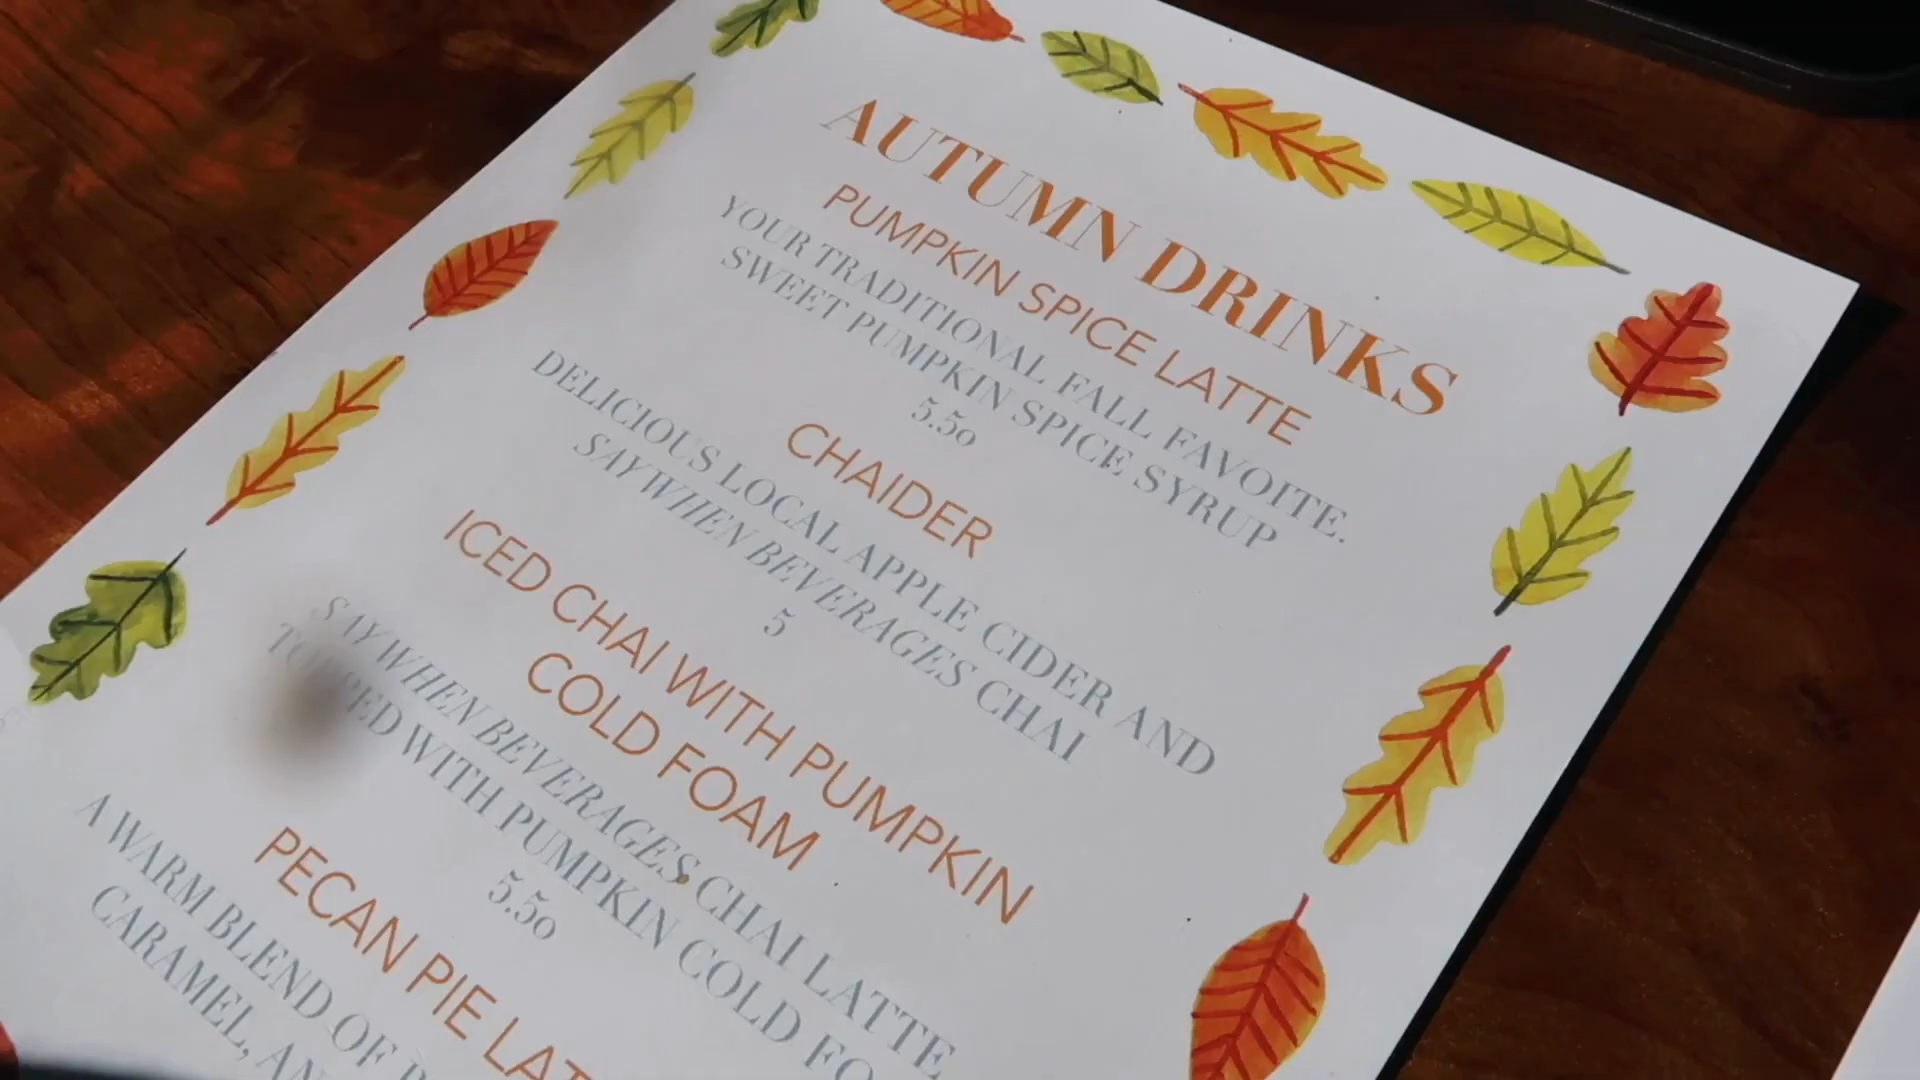 AUTUMN DRINKS
PUMPKIN SPICE LATTE
YOUR TRADITIONAL FALL FAVOITE.
SWEET PUMPKIN SPICE SYRUP
5.50
CHAIDER
DELICIOUS LOCAL APPLE CIDER AND
SAYWHEN BEVERAGES CHAI
5
ICED CHAI WITH PUMPKIN
COLD FOAM
SAYWHEN BEVERAGES CHAI LATTE
TOPPED WITH PUMPKIN COLD
5.50
PECAN PIE
A WARM BLEND OF
CARAMEL,